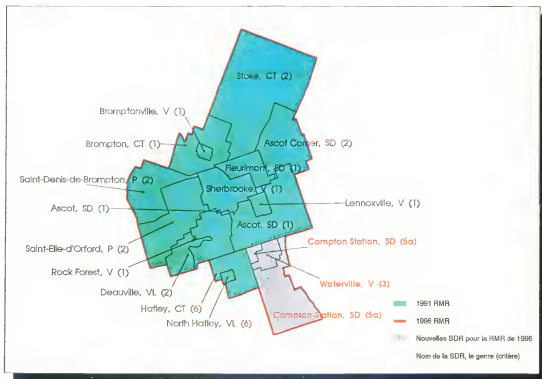 Stoke, CT (2)
Bromptonville, V (1)
Brompton, CT (1)
Ascot Corner, SD (2)
Fleurimont, SD (1)
Saint-Denis-de-Brompton, P (2)
Sherbrooke, V (1)
Lennoxville, V (1)
Ascot, SD (1)
Ascot, SD (1)
Compton Station, SD (5a)
Saint-Elie-d'Orford, P (2)
Rock Forest, V (1)
Waterville, V (3)
Deauville, VL (2)
Hatley, CT (6)
North Hatley, VL (6)
Compton Station, SD (5a)
1991 RMR
1996 RMR
Nouvelles SDR pour la RMR de 1996
Nom de la SDR, le genre (critère)